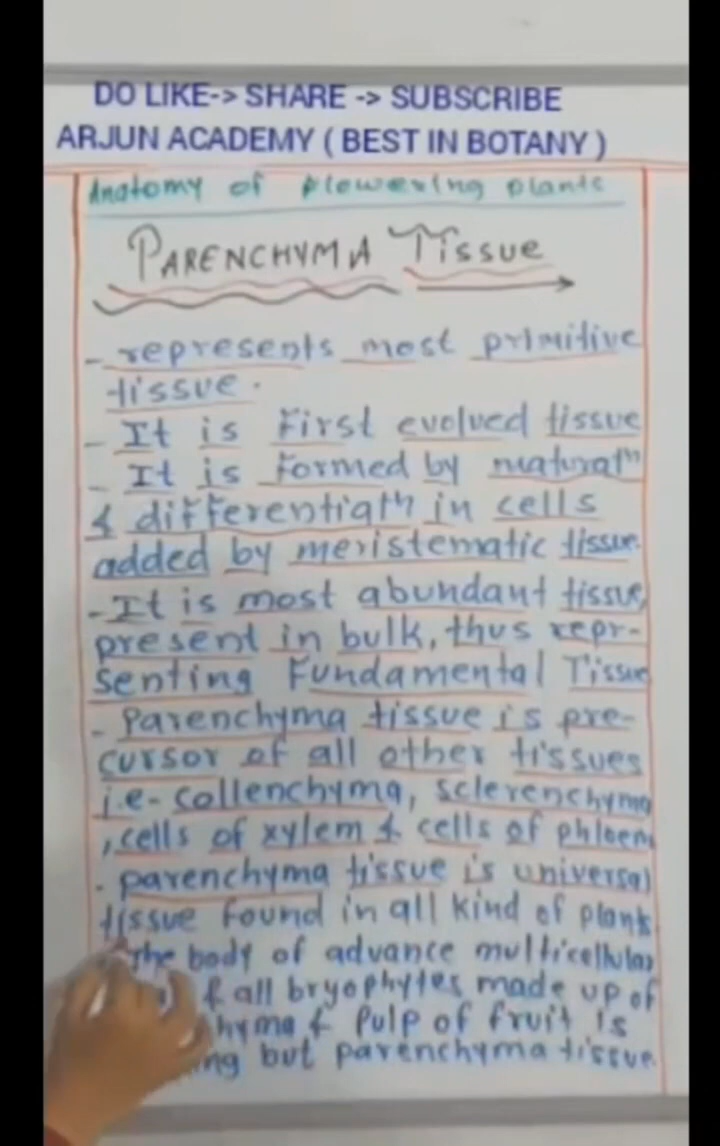 DO LIKE-> SHARE -> SUBSCRIBE
ARJUN ACADEMY ( BEST IN BOTANY )
Anatomy of flowering plants
PARENCHYMA TISSUE
- represents most primitive
tissue.
- It is First evolved tissue
- It is formed by maturatn
& differentiatn in cells
added by meristematic tissue.
- It is most abundant tissue,
present in bulk, thus repr-
senting Fundamental Tissue
- Parenchyma tissue is pre-
cursor of all other tissues
i.e- collenchyma, sclerenchyma
, cells of xylem & cells of phloem
- parenchyma tissue is universal
tissue found in all kind of plants
The body of advance multicellular
& all bryophytes made up of
hyma & Pulp of fruit is
ng but parenchyma tissue.